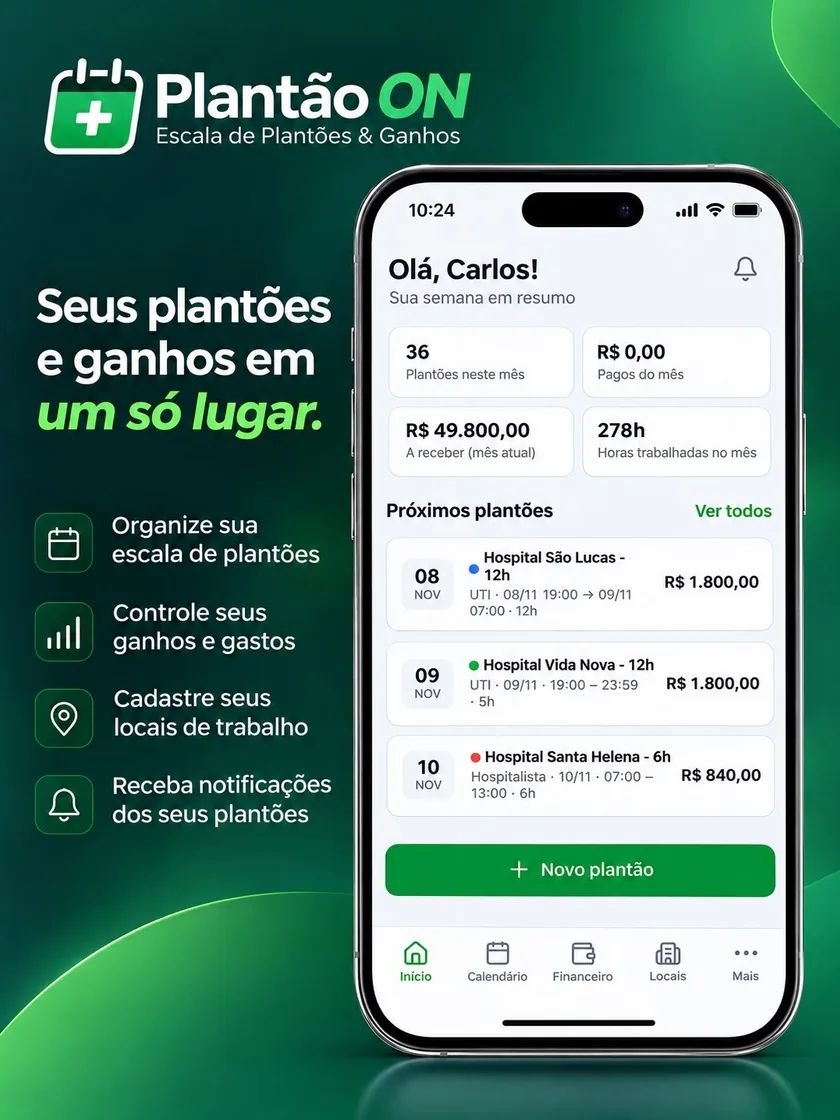 Plantão ON
Escala de Plantões & Ganhos
Seus plantões
e ganhos em
um só lugar.
Organize sua
escala de plantões
Controle seus
ganhos e gastos
Cadastre seus
locais de trabalho
Receba notificações
dos seus plantões
10:24
Olá, Carlos!
Sua semana em resumo
36
Plantões neste mês
R$ 0,00
Pagos do mês
R$ 49.800,00
A receber (mês atual)
278h
Horas trabalhadas no mês
Próximos plantões
Ver todos
08
NOV
Hospital São Lucas -
12h
UTI · 08/11 19:00 → 09/11
07:00 · 12h
R$ 1.800,00
09
NOV
Hospital Vida Nova - 12h
UTI · 09/11 · 19:00 – 23:59
· 5h
R$ 1.800,00
10
NOV
Hospital Santa Helena - 6h
Hospitalista · 10/11 · 07:00 –
13:00 · 6h
R$ 840,00
+ Novo plantão
Início
Calendário
Financeiro
Locais
Mais